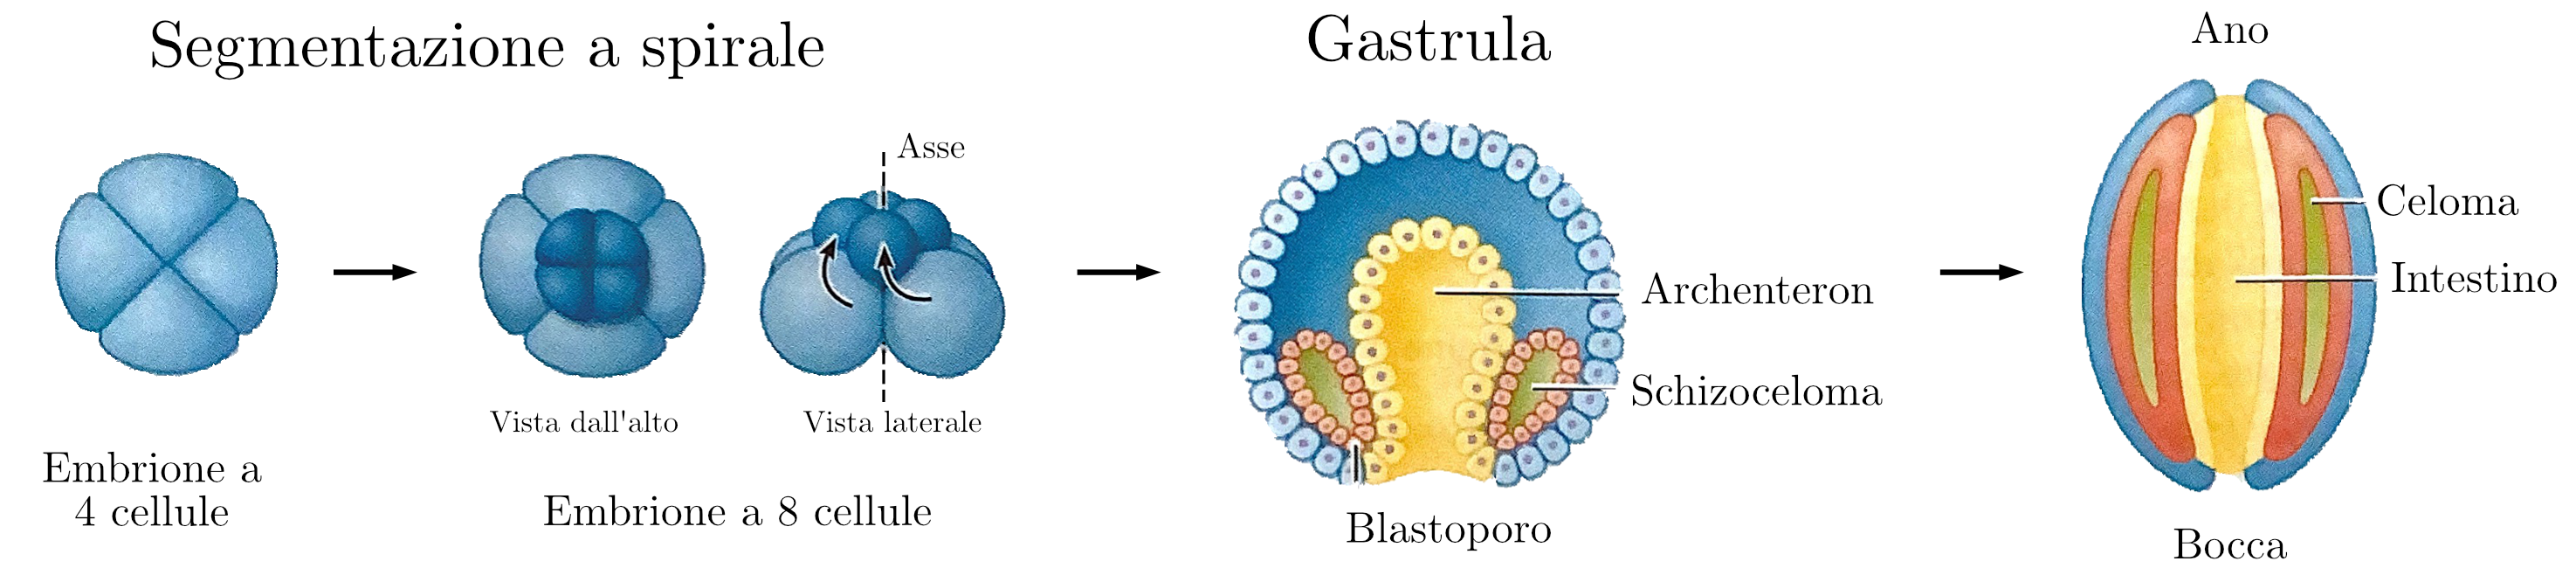 Segmentazione a spirale
Asse
Vista dall'alto
Vista laterale
Embrione a
4 cellule
Embrione a 8 cellule
Gastrula
Archenteron
Schizoceloma
Blastoporo
Ano
Celoma
Intestino
Bocca